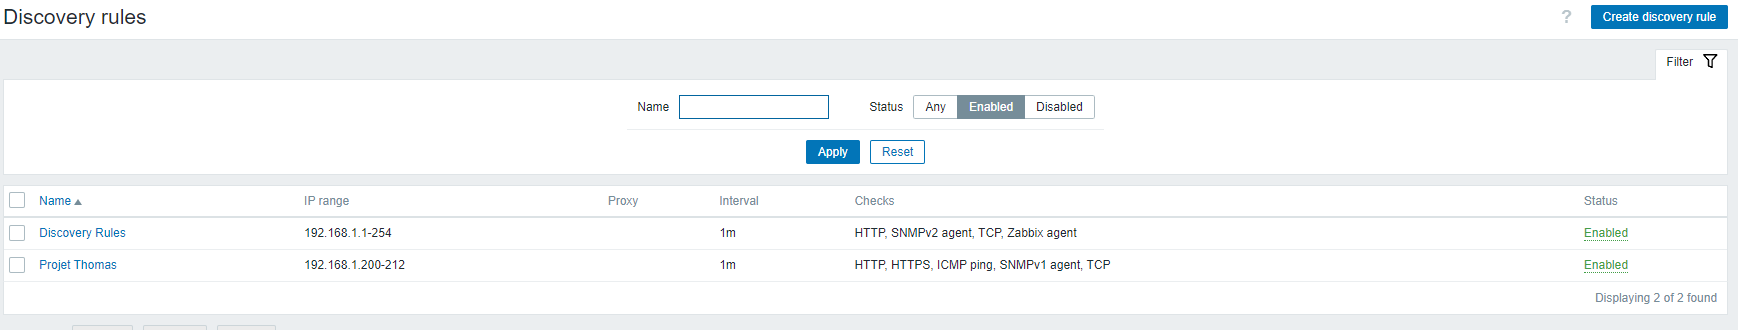 Discovery rules
? Create discovery rule
Filter
Name Status Any Enabled Disabled
Apply Reset
Name IP range Proxy Interval Checks Status
Discovery Rules 192.168.1.1-254 1m HTTP, SNMPv2 agent, TCP, Zabbix agent Enabled
Projet Thomas 192.168.1.200-212 1m HTTP, HTTPS, ICMP ping, SNMPv1 agent, TCP Enabled
Displaying 2 of 2 found